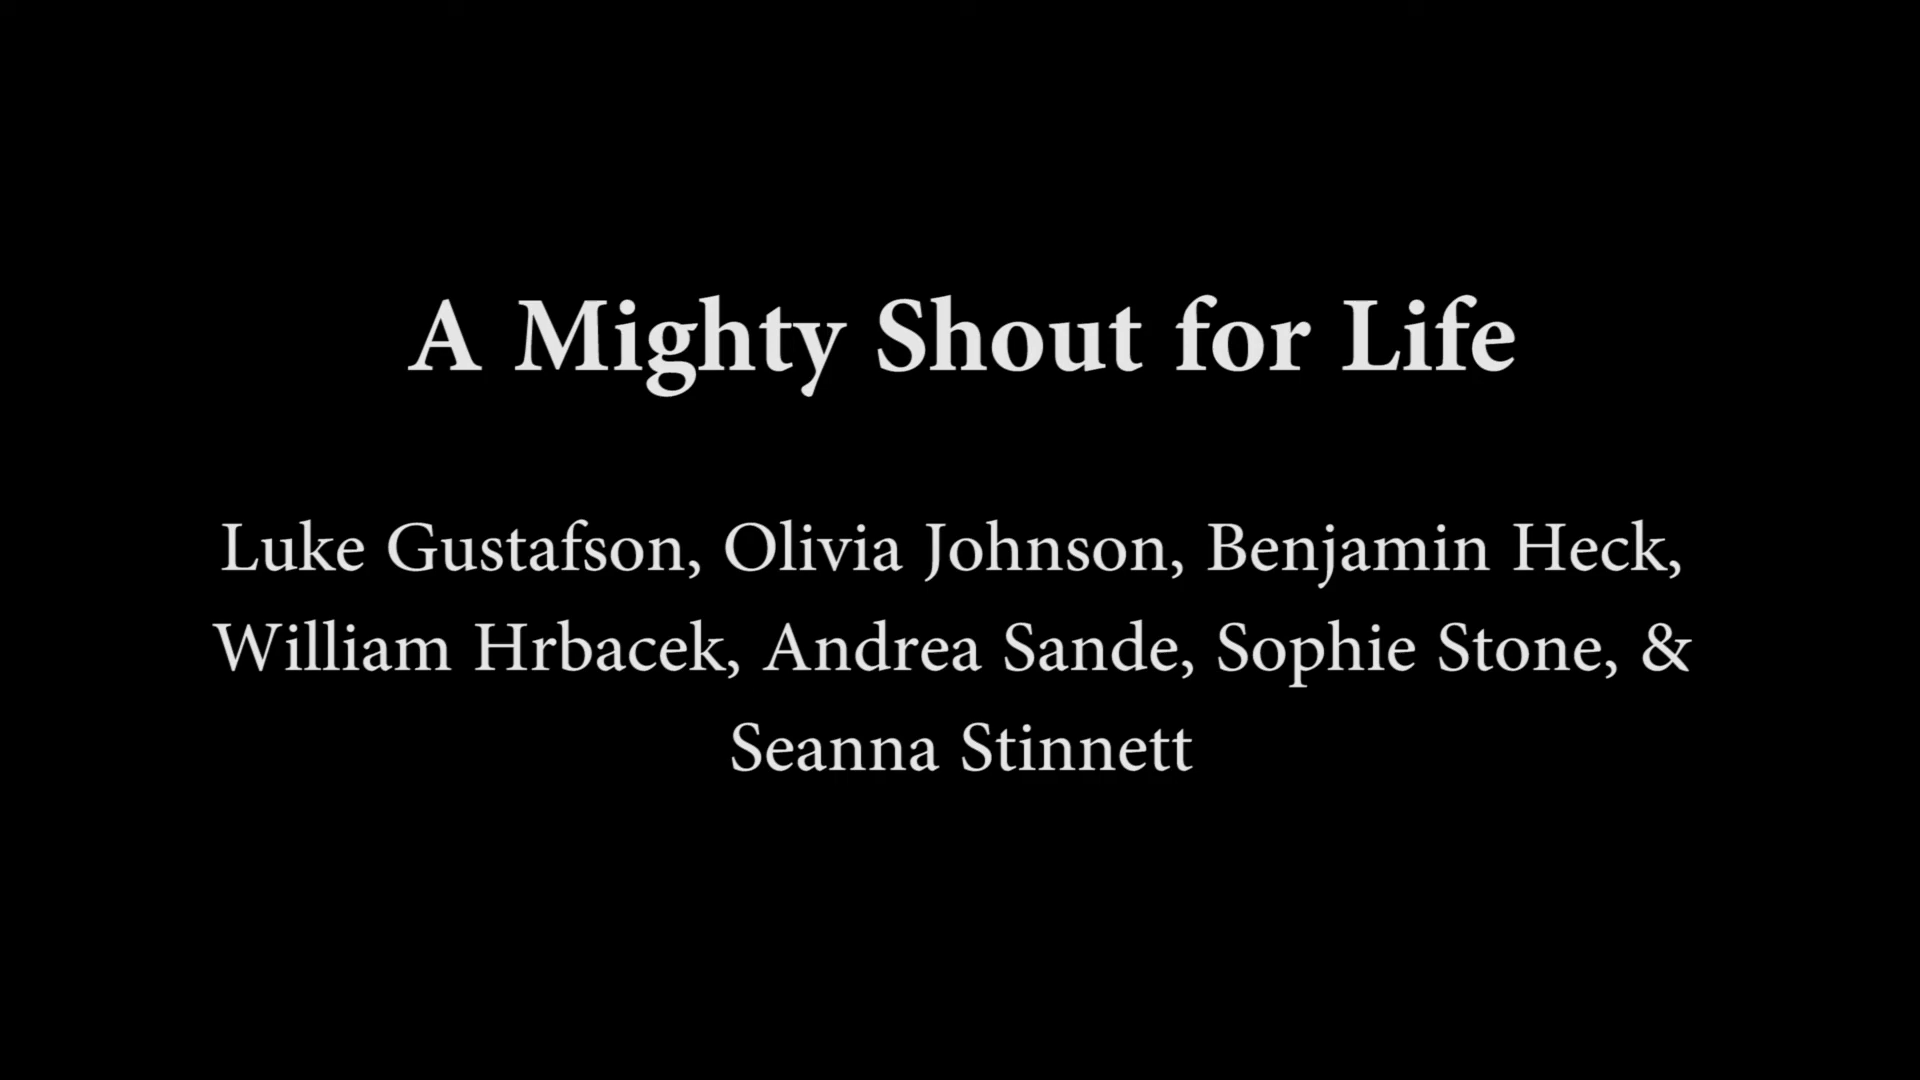 A Mighty Shout for Life
Luke Gustafson, Olivia Johnson, Benjamin Heck,
William Hrbacek, Andrea Sande, Sophie Stone, &
Seanna Stinnett